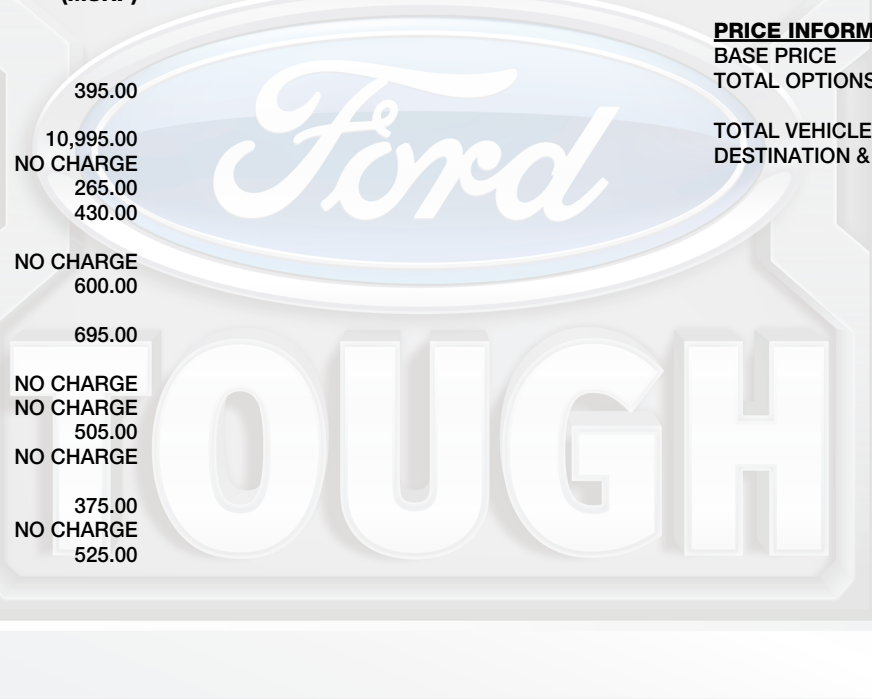 395.00
10,995.00
NO CHARGE
265.00
430.00
NO CHARGE
600.00
695.00
NO CHARGE
NO CHARGE
505.00
NO CHARGE
375.00
NO CHARGE
525.00
PRICE INFORM
BASE PRICE
TOTAL OPTIONS
TOTAL VEHICLE
DESTINATION &
Ford
TOUGH